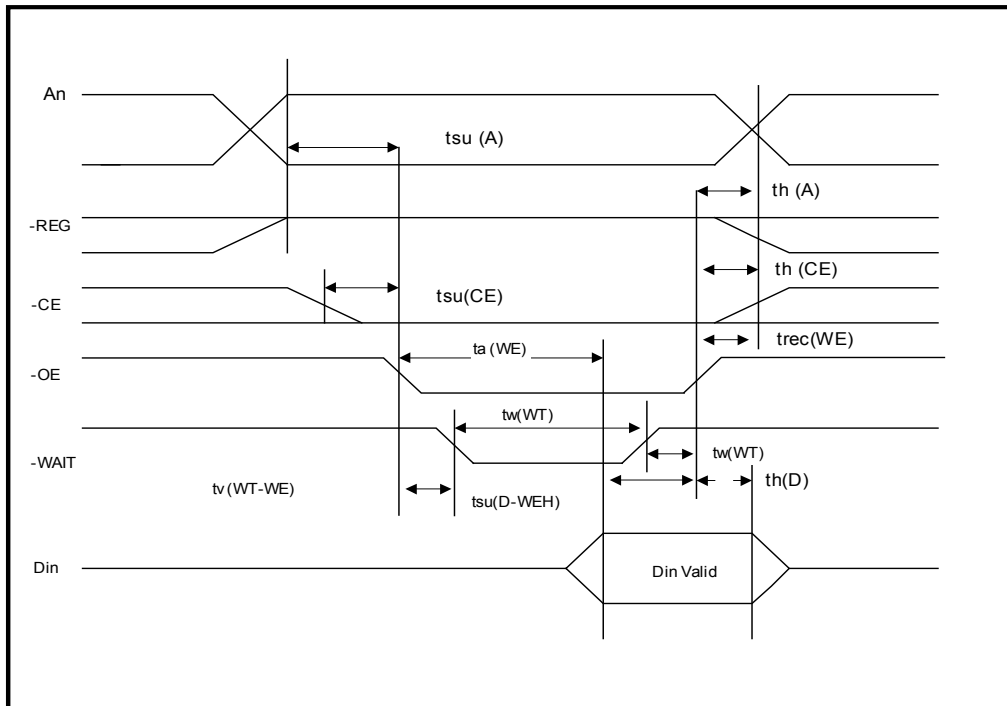 An
tsu (A)
th (A)
-REG
th (CE)
-CE
tsu(CE)
trec(WE)
ta (WE)
-OE
tw(WT)
-WAIT
tw(WT)
th(D)
tv(WT-WE)
tsu(D-WEH)
Din
Din Valid